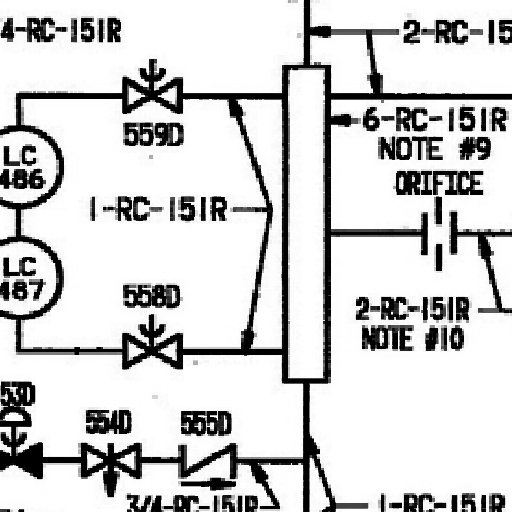 4-RC-151R
2-RC-15
559D
6-RC-151R
NOTE #9
LC
486
ORIFICE
1-RC-151R
LC
487
558D
2-RC-151R
NOTE #10
53D
554D
555D
3/4-RC-151R
1-RC-151R